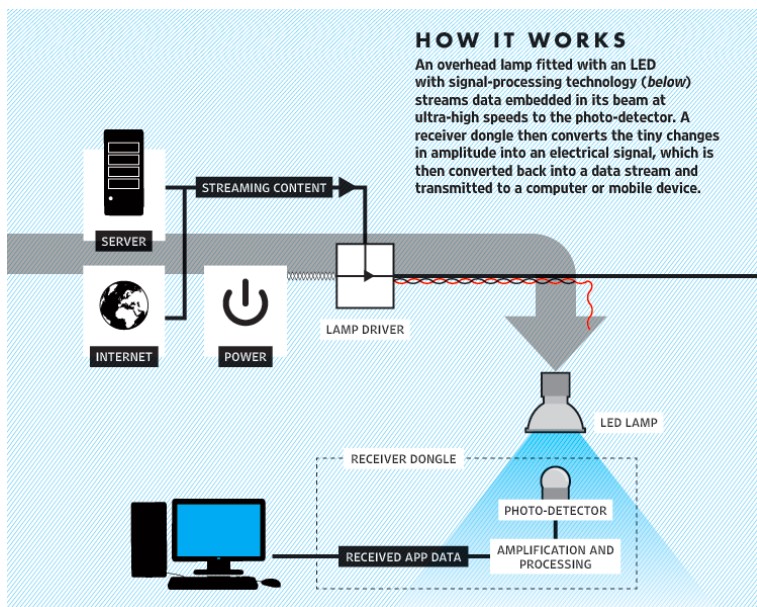 HOW IT WORKS
An overhead lamp fitted with an LED
with signal-processing technology (below)
streams data embedded in its beam at
ultra-high speeds to the photo-detector. A
receiver dongle then converts the tiny changes
in amplitude into an electrical signal, which is
then converted back into a data stream and
transmitted to a computer or mobile device.
STREAMING CONTENT
SERVER
INTERNET
POWER
LAMP DRIVER
LED LAMP
RECEIVER DONGLE
PHOTO-DETECTOR
RECEIVED APP DATA
AMPLIFICATION AND
PROCESSING